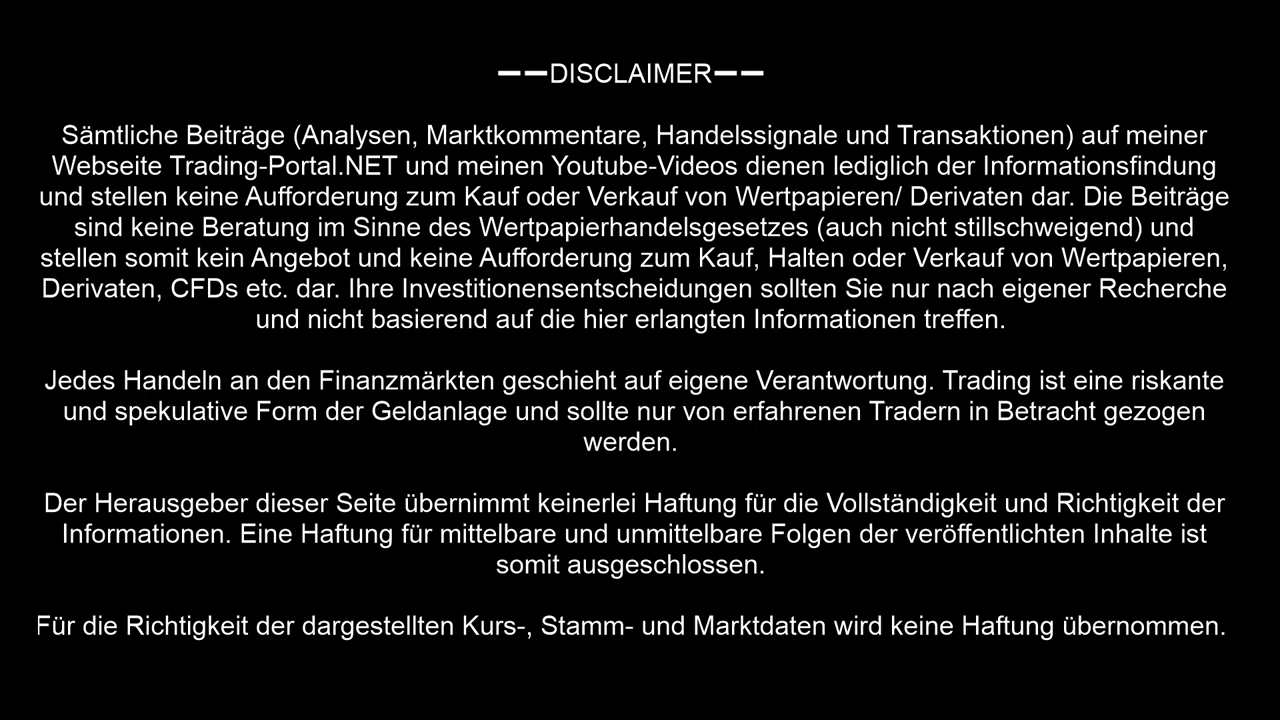 ——DISCLAIMER——
Sämtliche Beiträge (Analysen, Marktkommentare, Handelssignale und Transaktionen) auf meiner
Webseite Trading-Portal.NET und meinen Youtube-Videos dienen lediglich der Informationsfindung
und stellen keine Aufforderung zum Kauf oder Verkauf von Wertpapieren/ Derivaten dar. Die Beiträge
sind keine Beratung im Sinne des Wertpapierhandelsgesetzes (auch nicht stillschweigend) und
stellen somit kein Angebot und keine Aufforderung zum Kauf, Halten oder Verkauf von Wertpapieren,
Derivaten, CFDs etc. dar. Ihre Investitionensentscheidungen sollten Sie nur nach eigener Recherche
und nicht basierend auf die hier erlangten Informationen treffen.
Jedes Handeln an den Finanzmärkten geschieht auf eigene Verantwortung. Trading ist eine riskante
und spekulative Form der Geldanlage und sollte nur von erfahrenen Tradern in Betracht gezogen
werden.
Der Herausgeber dieser Seite übernimmt keinerlei Haftung für die Vollständigkeit und Richtigkeit der
Informationen. Eine Haftung für mittelbare und unmittelbare Folgen der veröffentlichten Inhalte ist
somit ausgeschlossen.
Für die Richtigkeit der dargestellten Kurs-, Stamm- und Marktdaten wird keine Haftung übernommen.